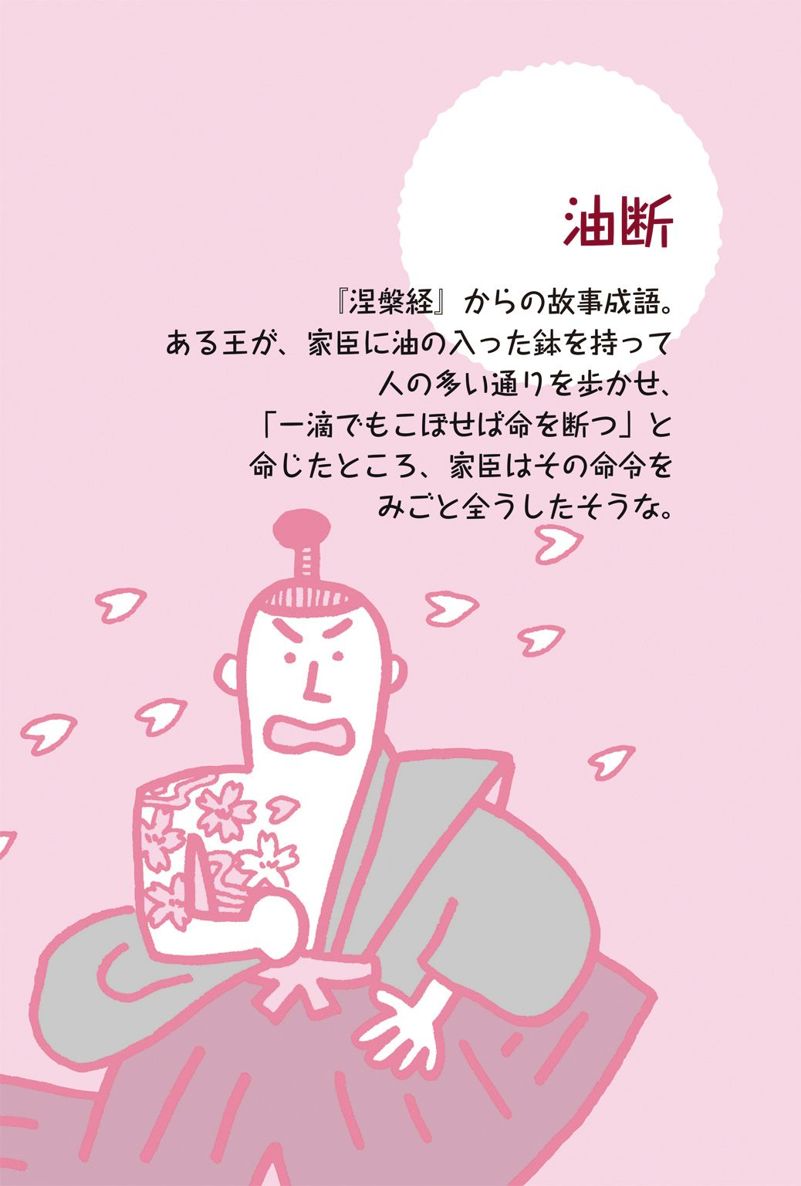 油断
『涅槃経』からの故事成語。
ある王が、家臣に油の入った鉢を持って
人の多い通りを歩かせ、
「一滴でもこぼせば命を断つ」と
命じたところ、家臣はその命令を
みごと全うしたそうな。